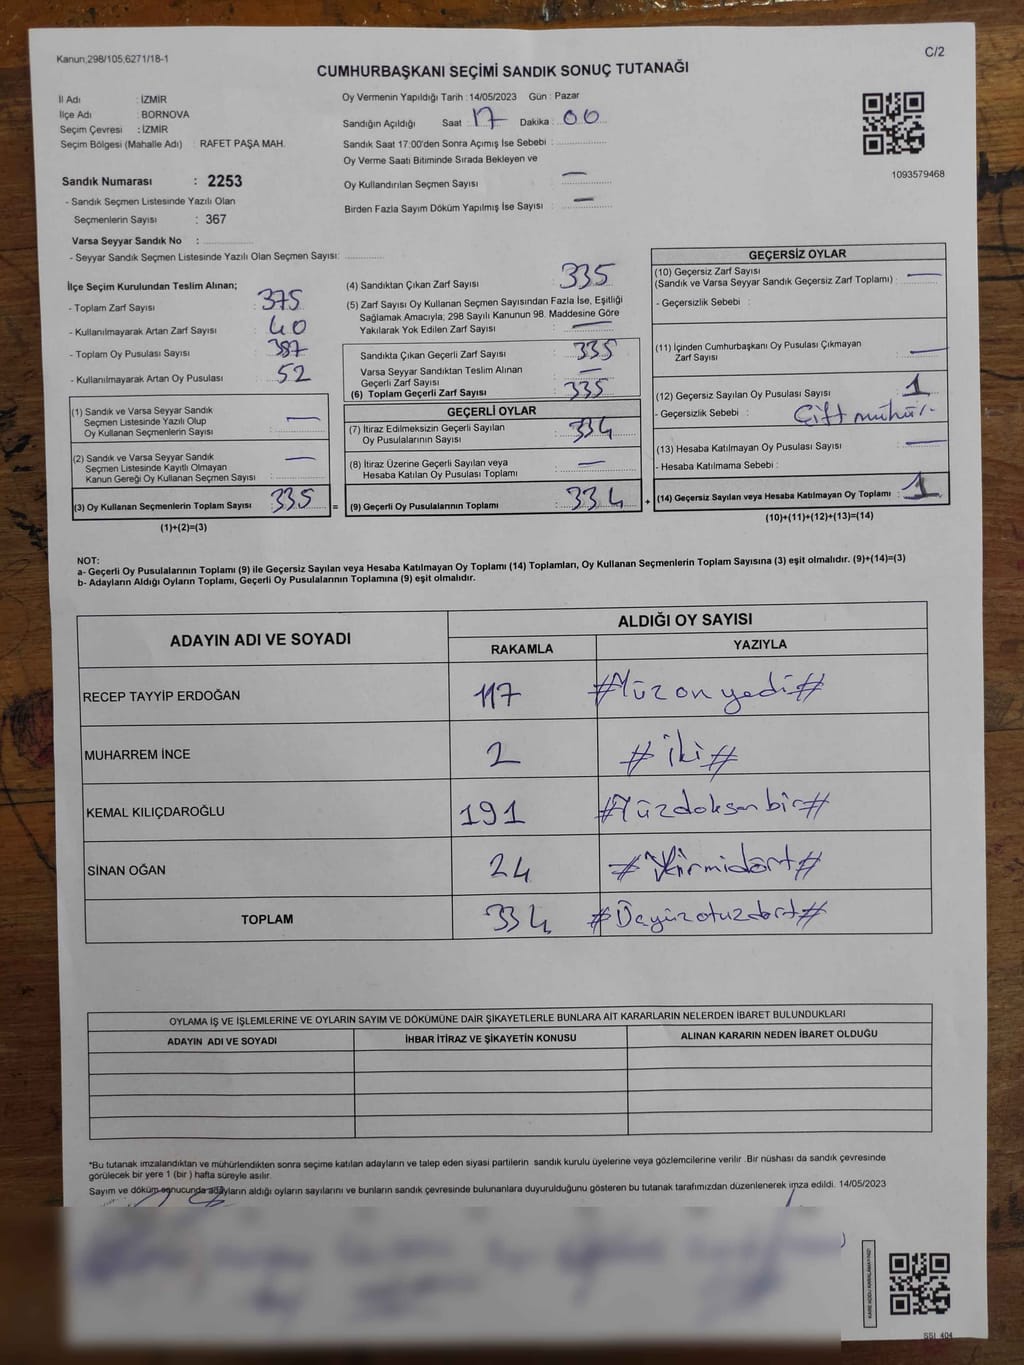 Kanun;298/105,6271/18-1
C/2
CUMHURBAŞKANI SEÇİMİ SANDIK SONUÇ TUTANAĞI
İl Adı : İZMİR
İlçe Adı : BORNOVA
Seçim Çevresi : İZMİR
Seçim Bölgesi (Mahalle Adı) : RAFET PAŞA MAH.
Oy Vermenin Yapıldığı Tarih : 14/05/2023 Gün : Pazar
Sandığın Açıldığı Saat : 17 Dakika : 00
Sandık Saat 17:00'den Sonra Açımış İse Sebebi :
Oy Verme Saati Bitiminde Sırada Bekleyen ve
Oy Kullandırılan Seçmen Sayısı : —
Birden Fazla Sayım Döküm Yapılmış İse Sayısı : —
1093579468
Sandık Numarası : 2253
- Sandık Seçmen Listesinde Yazılı Olan
Seçmenlerin Sayısı : 367
Varsa Seyyar Sandık No :
- Seyyar Sandık Seçmen Listesinde Yazılı Olan Seçmen Sayısı:
İlçe Seçim Kurulundan Teslim Alınan;
- Toplam Zarf Sayısı : 375
- Kullanılmayarak Artan Zarf Sayısı : 40
- Toplam Oy Pusulası Sayısı : 387
- Kullanılmayarak Artan Oy Pusulası : 52
(1) Sandık ve Varsa Seyyar Sandık
Seçmen Listesinde Yazılı Olup
Oy Kullanan Seçmenlerin Sayısı : —
(2) Sandık ve Varsa Seyyar Sandık
Seçmen Listesinde Kayıtlı Olmayan
Kanun Gereği Oy Kullanan Seçmen Sayısı : —
(3) Oy Kullanan Seçmenlerin Toplam Sayısı : 335
(1)+(2)=(3)
(4) Sandıktan Çıkan Zarf Sayısı : 335
(5) Zarf Sayısı Oy Kullanan Seçmen Sayısından Fazla İse, Eşitliği
Sağlamak Amacıyla; 298 Sayılı Kanunun 98. Maddesine Göre
Yakılarak Yok Edilen Zarf Sayısı : —
Sandıkta Çıkan Geçerli Zarf Sayısı : 335
Varsa Seyyar Sandıktan Teslim Alınan
Geçerli Zarf Sayısı : —
(6) Toplam Geçerli Zarf Sayısı : 335
GEÇERLİ OYLAR
(7) İtiraz Edilmeksizin Geçerli Sayılan
Oy Pusulalarının Sayısı : 334
(8) İtiraz Üzerine Geçerli Sayılan veya
Hesaba Katılan Oy Pusulası Toplamı : —
= (9) Geçerli Oy Pusulalarının Toplamı : 334
GEÇERSİZ OYLAR
(10) Geçersiz Zarf Sayısı
(Sandık ve Varsa Seyyar Sandık Geçersiz Zarf Toplamı) : —
- Geçersizlik Sebebi :
(11) İçinden Cumhurbaşkanı Oy Pusulası Çıkmayan
Zarf Sayısı : —
(12) Geçersiz Sayılan Oy Pusulası Sayısı : 1
- Geçersizlik Sebebi : Çift mühür
(13) Hesaba Katılmayan Oy Pusulası Sayısı : —
- Hesaba Katılmama Sebebi :
+ (14) Geçersiz Sayılan veya Hesaba Katılmayan Oy Toplamı : 1
(10)+(11)+(12)+(13)=(14)
NOT:
a- Geçerli Oy Pusulalarının Toplamı (9) ile Geçersiz Sayılan veya Hesaba Katılmayan Oy Toplamı (14) Toplamları, Oy Kullanan Seçmenlerin Toplam Sayısına (3) eşit olmalıdır. (9)+(14)=(3)
b- Adayların Aldığı Oyların Toplamı, Geçerli Oy Pusulalarının Toplamına (9) eşit olmalıdır.
ADAYIN ADI VE SOYADI ALDIĞI OY SAYISI
RAKAMLA YAZIYLA
RECEP TAYYİP ERDOĞAN 117 #Yüz on yedi#
MUHARREM İNCE 2 #iki#
KEMAL KILIÇDAROĞLU 191 #Yüzdoksan bir#
SİNAN OĞAN 24 #Yirmidört#
TOPLAM 334 #Üçyüzotuzdört#
OYLAMA İŞ VE İŞLEMLERİNE VE OYLARIN SAYIM VE DÖKÜMÜNE DAİR ŞİKAYETLERLE BUNLARA AİT KARARLARIN NELERDEN İBARET BULUNDUKLARI
ADAYIN ADI VE SOYADI İHBAR İTİRAZ VE ŞİKAYETİN KONUSU ALINAN KARARIN NEDEN İBARET OLDUĞU
*Bu tutanak imzalandıktan ve mühürlendikten sonra seçime katılan adayların ve talep eden siyasi partilerin sandık kurulu üyelerine veya gözlemcilerine verilir .Bir nüshası da sandık çevresinde
görülecek bir yere 1 (bir ) hafta süreyle asılır.
Sayım ve döküm sonucunda adayların aldığı oyların sayılarını ve bunların sandık çevresinde bulunanlara duyurulduğunu gösteren bu tutanak tarafımızdan düzenlenerek imza edildi. 14/05/2023
KARE KODU KARALAMAYINIZ!
SSI_404